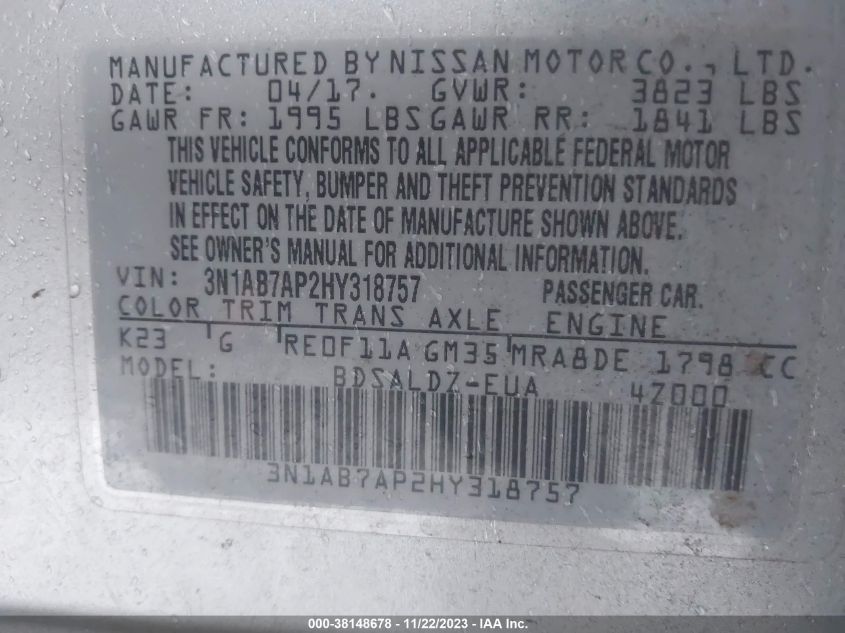 MANUFACTURED BY NISSAN MOTOR CO., LTD.
DATE: 04/17. GVWR: 3823 LBS
GAWR FR: 1995 LBS GAWR RR: 1841 LBS
THIS VEHICLE CONFORMS TO ALL APPLICABLE FEDERAL MOTOR
VEHICLE SAFETY, BUMPER AND THEFT PREVENTION STANDARDS
IN EFFECT ON THE DATE OF MANUFACTURE SHOWN ABOVE.
SEE OWNER'S MANUAL FOR ADDITIONAL INFORMATION.
VIN: 3N1AB7AP2HY318757 PASSENGER CAR.
COLOR TRIM TRANS AXLE ENGINE
K23 G RE0F11A GM35 MRA8DE 1798 CC
MODEL: BDSALDZ-EUA 4Z000
3N1AB7AP2HY318757
000-38148678 - 11/22/2023 - IAA Inc.